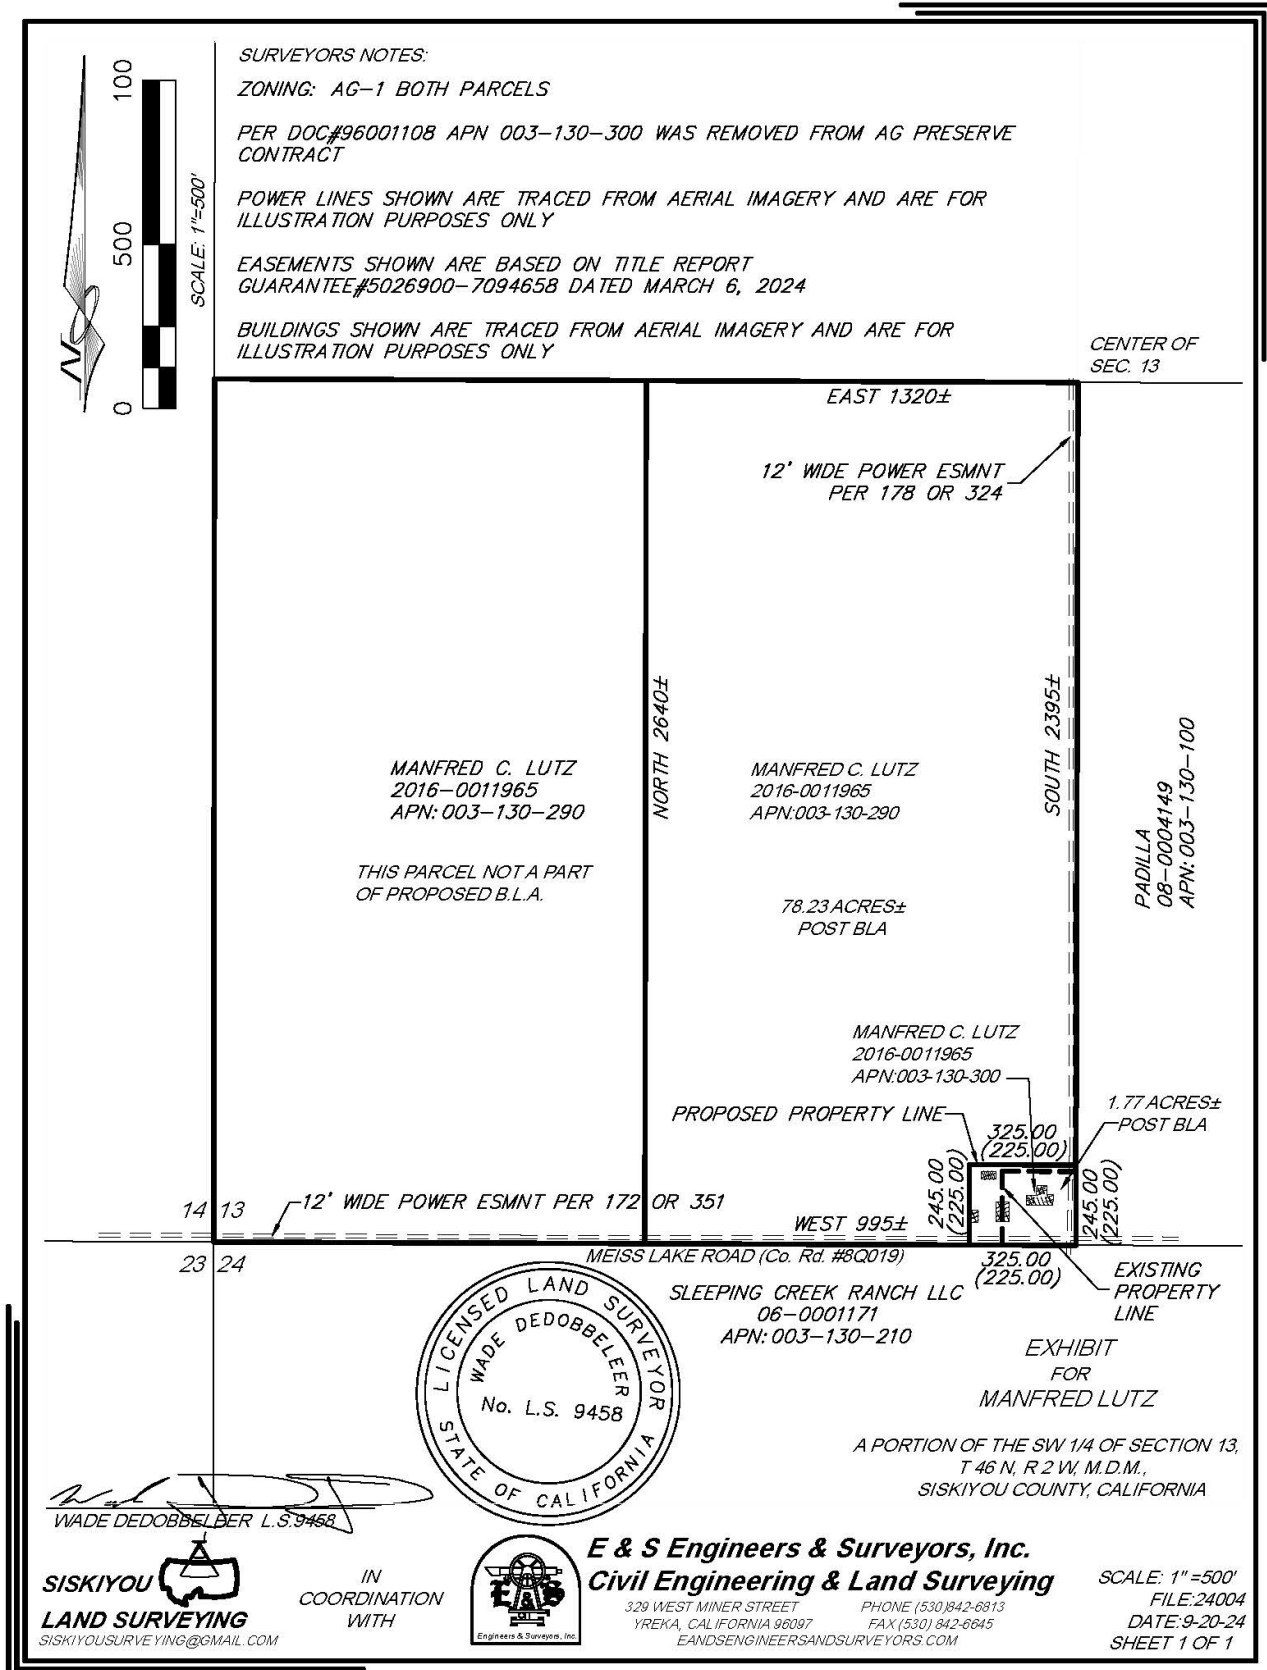 SURVEYORS NOTES:
ZONING: AG-1 BOTH PARCELS
PER DOC#96001108 APN 003-130-300 WAS REMOVED FROM AG PRESERVE
CONTRACT
POWER LINES SHOWN ARE TRACED FROM AERIAL IMAGERY AND ARE FOR
ILLUSTRATION PURPOSES ONLY
EASEMENTS SHOWN ARE BASED ON TITLE REPORT
GUARANTEE#5026900-7094658 DATED MARCH 6, 2024
BUILDINGS SHOWN ARE TRACED FROM AERIAL IMAGERY AND ARE FOR
ILLUSTRATION PURPOSES ONLY
100
500
0
SCALE: 1"=500'
N
CENTER OF
SEC. 13
EAST 1320±
12' WIDE POWER ESMNT
PER 178 OR 324
NORTH 2640±
SOUTH 2395±
MANFRED C. LUTZ
2016-0011965
APN: 003-130-290
THIS PARCEL NOT A PART
OF PROPOSED B.L.A.
MANFRED C. LUTZ
2016-0011965
APN:003-130-290
78.23 ACRES±
POST BLA
PADILLA
08-0004149
APN: 003-130-100
MANFRED C. LUTZ
2016-0011965
APN:003-130-300
PROPOSED PROPERTY LINE
1.77 ACRES±
POST BLA
325.00
(225.00)
245.00
(225.00)
245.00
(225.00)
14 13
12' WIDE POWER ESMNT PER 172 OR 351
WEST 995±
23 24
MEISS LAKE ROAD (Co. Rd. #8Q019)
325.00
(225.00)
EXISTING
PROPERTY
LINE
SLEEPING CREEK RANCH LLC
06-0001171
APN: 003-130-210
LICENSED LAND SURVEYOR
WADE DEDOBBELEER
No. L.S. 9458
STATE OF CALIFORNIA
EXHIBIT
FOR
MANFRED LUTZ
A PORTION OF THE SW 1/4 OF SECTION 13,
T 46 N, R 2 W, M.D.M.,
SISKIYOU COUNTY, CALIFORNIA
WADE DEDOBBELEER L.S.9458
SISKIYOU
LAND SURVEYING
SISKIYOUSURVEYING@GMAIL.COM
IN
COORDINATION
WITH
E&S
Engineers & Surveyors, Inc.
E & S Engineers & Surveyors, Inc.
Civil Engineering & Land Surveying
329 WEST MINER STREET PHONE (530)842-6813
YREKA, CALIFORNIA 96097 FAX (530) 842-6645
EANDSENGINEERSANDSURVEYORS.COM
SCALE: 1"=500'
FILE:24004
DATE:9-20-24
SHEET 1 OF 1